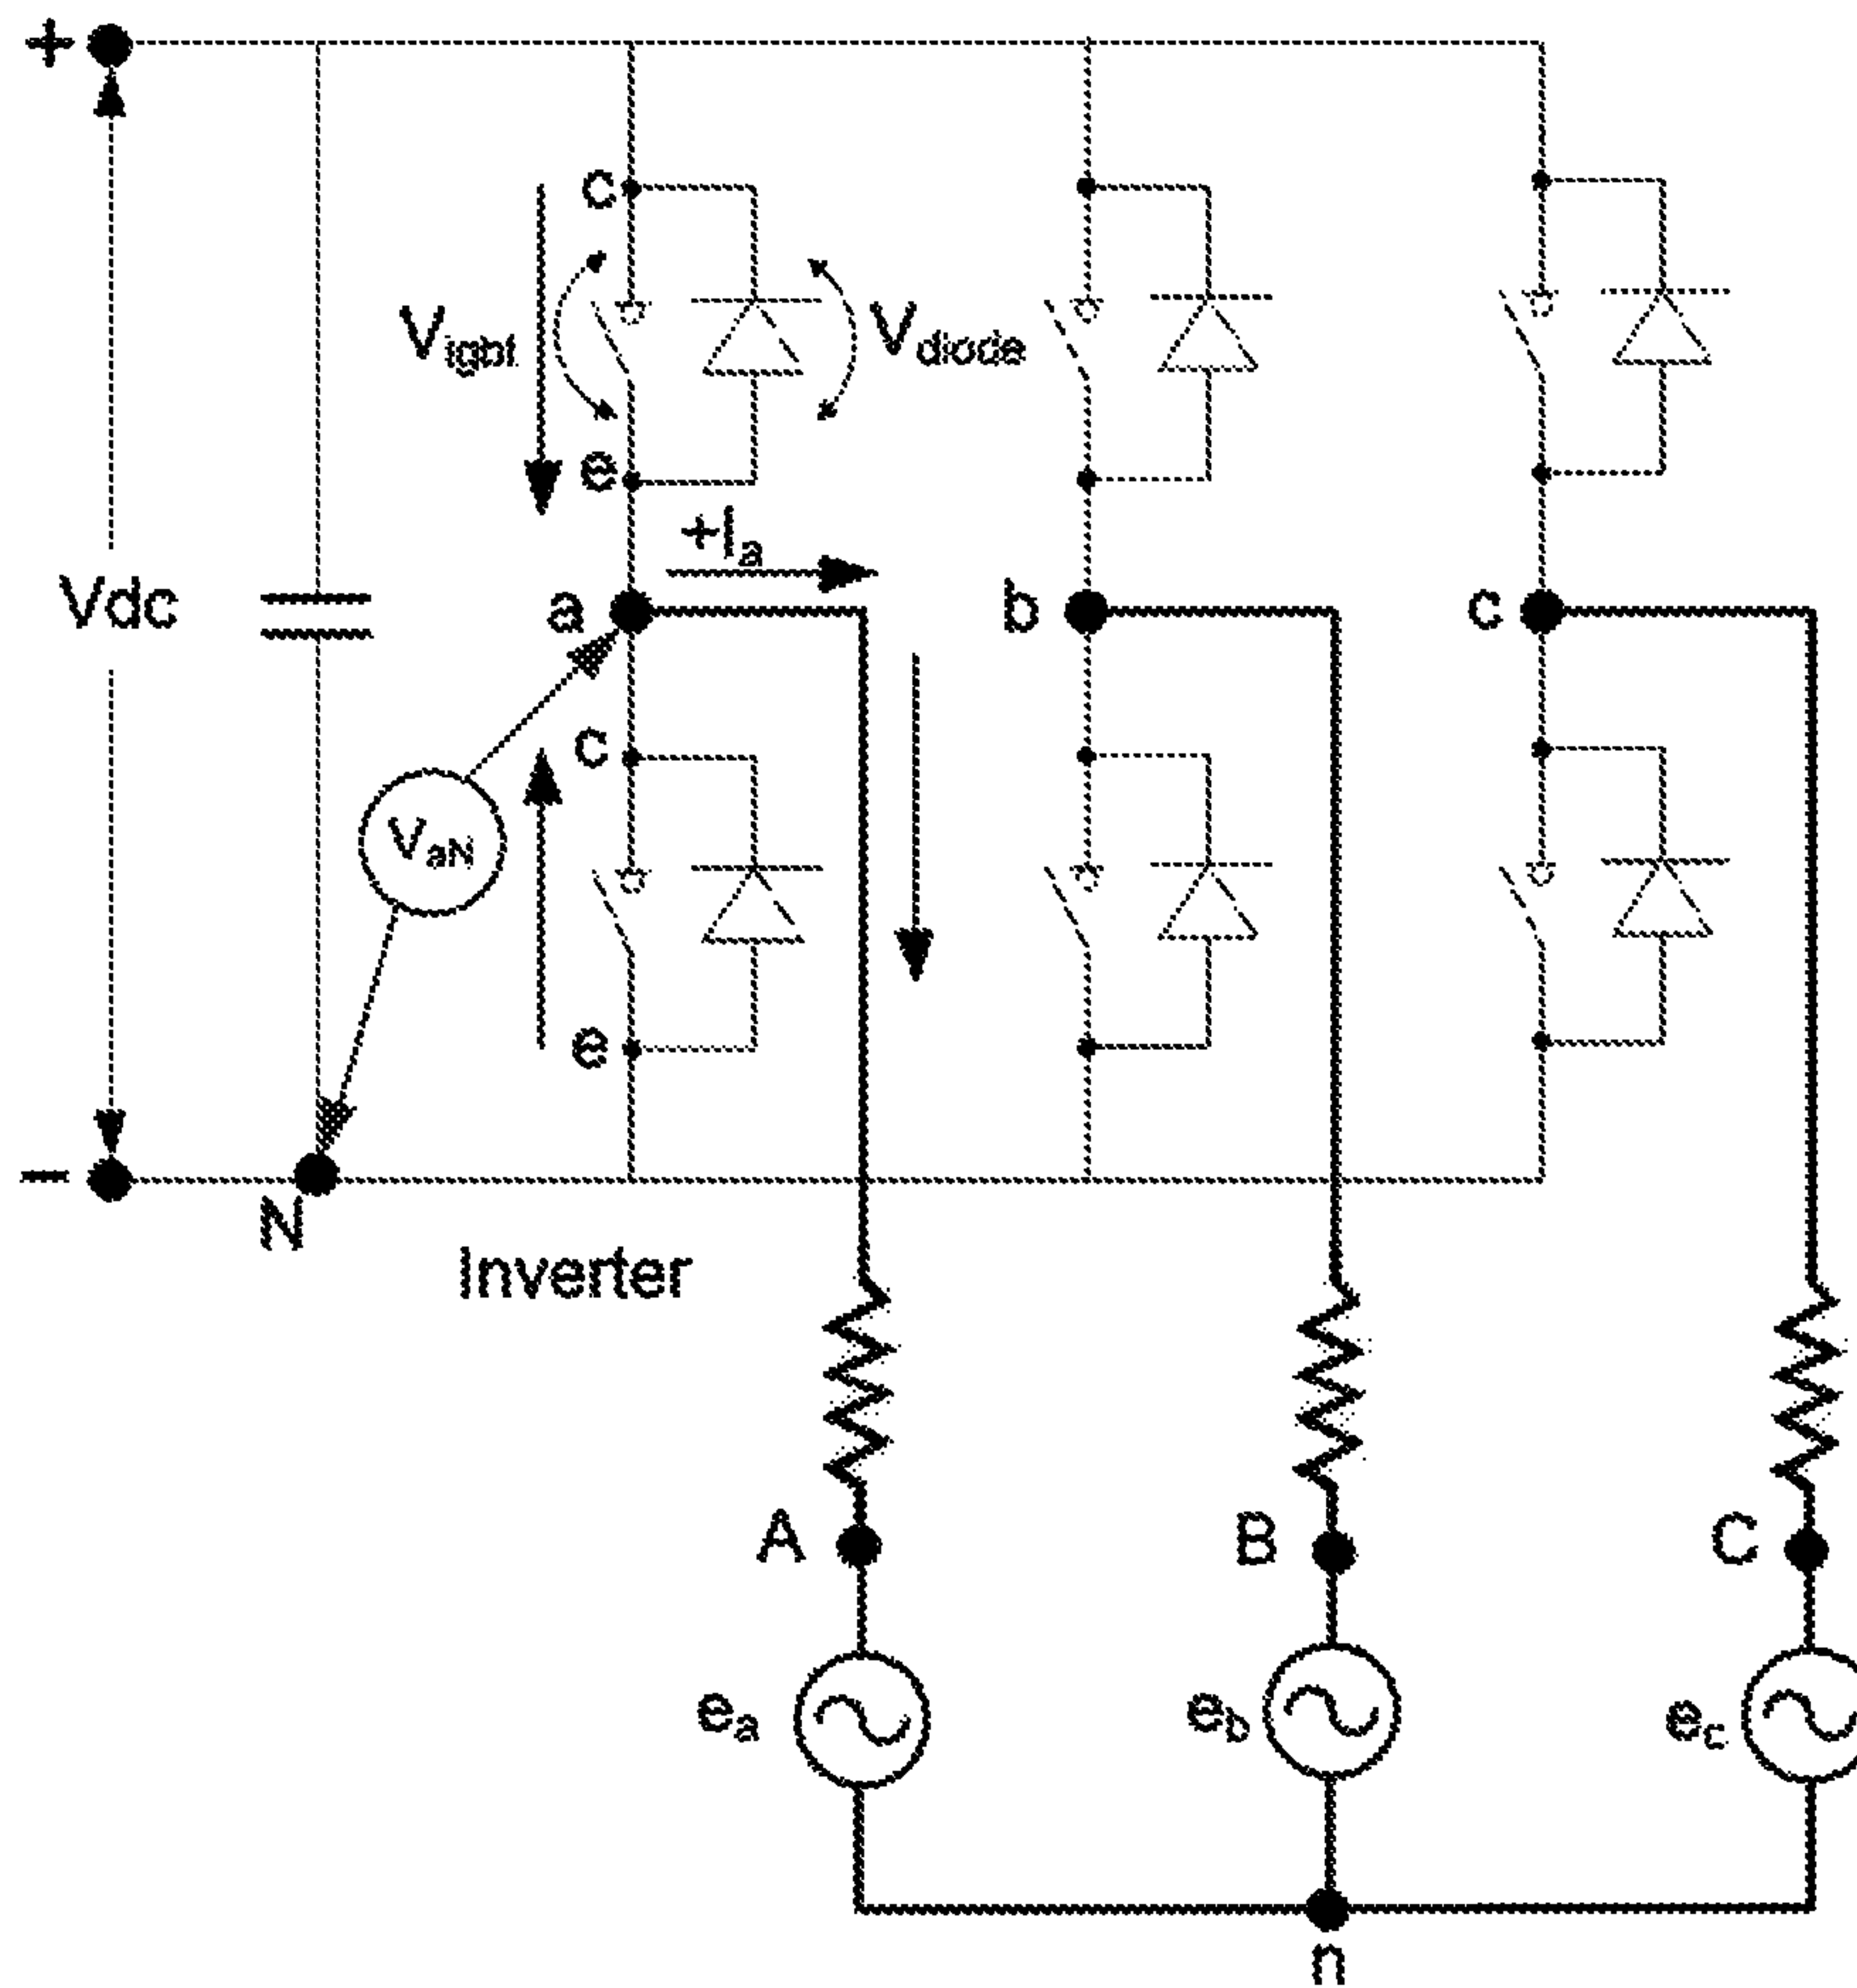 +
c
Vigbt
Vdiode
e
+Ia
Vdc
a
b
c
c
VaN
e
−
N
Inverter
A
B
C
ea
eb
ec
n